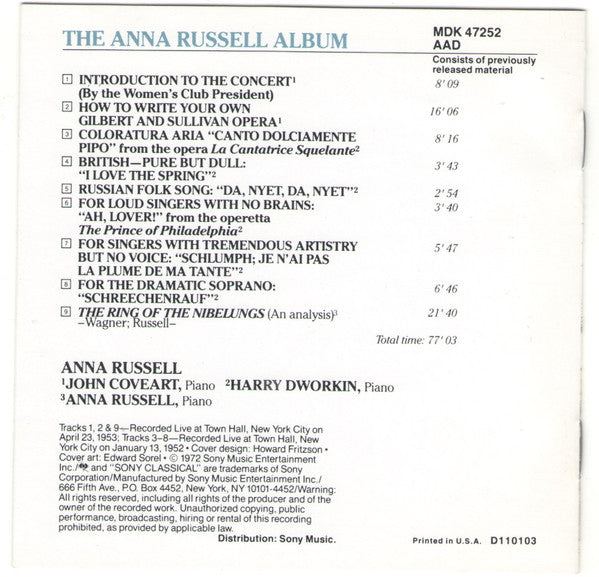 THE ANNA RUSSELL ALBUM
MDK 47252
AAD
Consists of previously
released material
1 INTRODUCTION TO THE CONCERT¹ 8' 09
(By the Women's Club President)
2 HOW TO WRITE YOUR OWN 16' 06
GILBERT AND SULLIVAN OPERA¹
3 COLORATURA ARIA "CANTO DOLCIAMENTE 8' 16
PIPO" from the opera La Cantatrice Squelante²
4 BRITISH—PURE BUT DULL: 3' 43
"I LOVE THE SPRING"²
5 RUSSIAN FOLK SONG: "DA, NYET, DA, NYET"² 2' 54
6 FOR LOUD SINGERS WITH NO BRAINS: 3' 40
"AH, LOVER!" from the operetta
The Prince of Philadelphia²
7 FOR SINGERS WITH TREMENDOUS ARTISTRY 5' 47
BUT NO VOICE: "SCHLUMPH; JE N'AI PAS
LA PLUME DE MA TANTE"²
8 FOR THE DRAMATIC SOPRANO: 6' 46
"SCHREECHENRAUF"²
9 THE RING OF THE NIBELUNGS (An analysis)³ 21' 40
–Wagner; Russell–
Total time: 77' 03
ANNA RUSSELL
¹JOHN COVEART, Piano ²HARRY DWORKIN, Piano
³ANNA RUSSELL, Piano
Tracks 1, 2 & 9—Recorded Live at Town Hall, New York City on
April 23, 1953; Tracks 3–8—Recorded Live at Town Hall, New
York City on January 13, 1952 • Cover design: Howard Fritzson •
Cover art: Edward Sorel • ℗ 1972 Sony Music Entertainment
Inc./ and "SONY CLASSICAL" are trademarks of Sony
Corporation/Manufactured by Sony Music Entertainment Inc./
666 Fifth Ave., P.O. Box 4452, New York, NY 10101-4452/Warning:
All rights reserved, including all rights of the producer and of the
owner of the recorded work. Unauthorized copying, public
performance, broadcasting, hiring or rental of this recording
prohibited, as provided by applicable law.
Distribution: Sony Music.
Printed in U.S.A. D110103